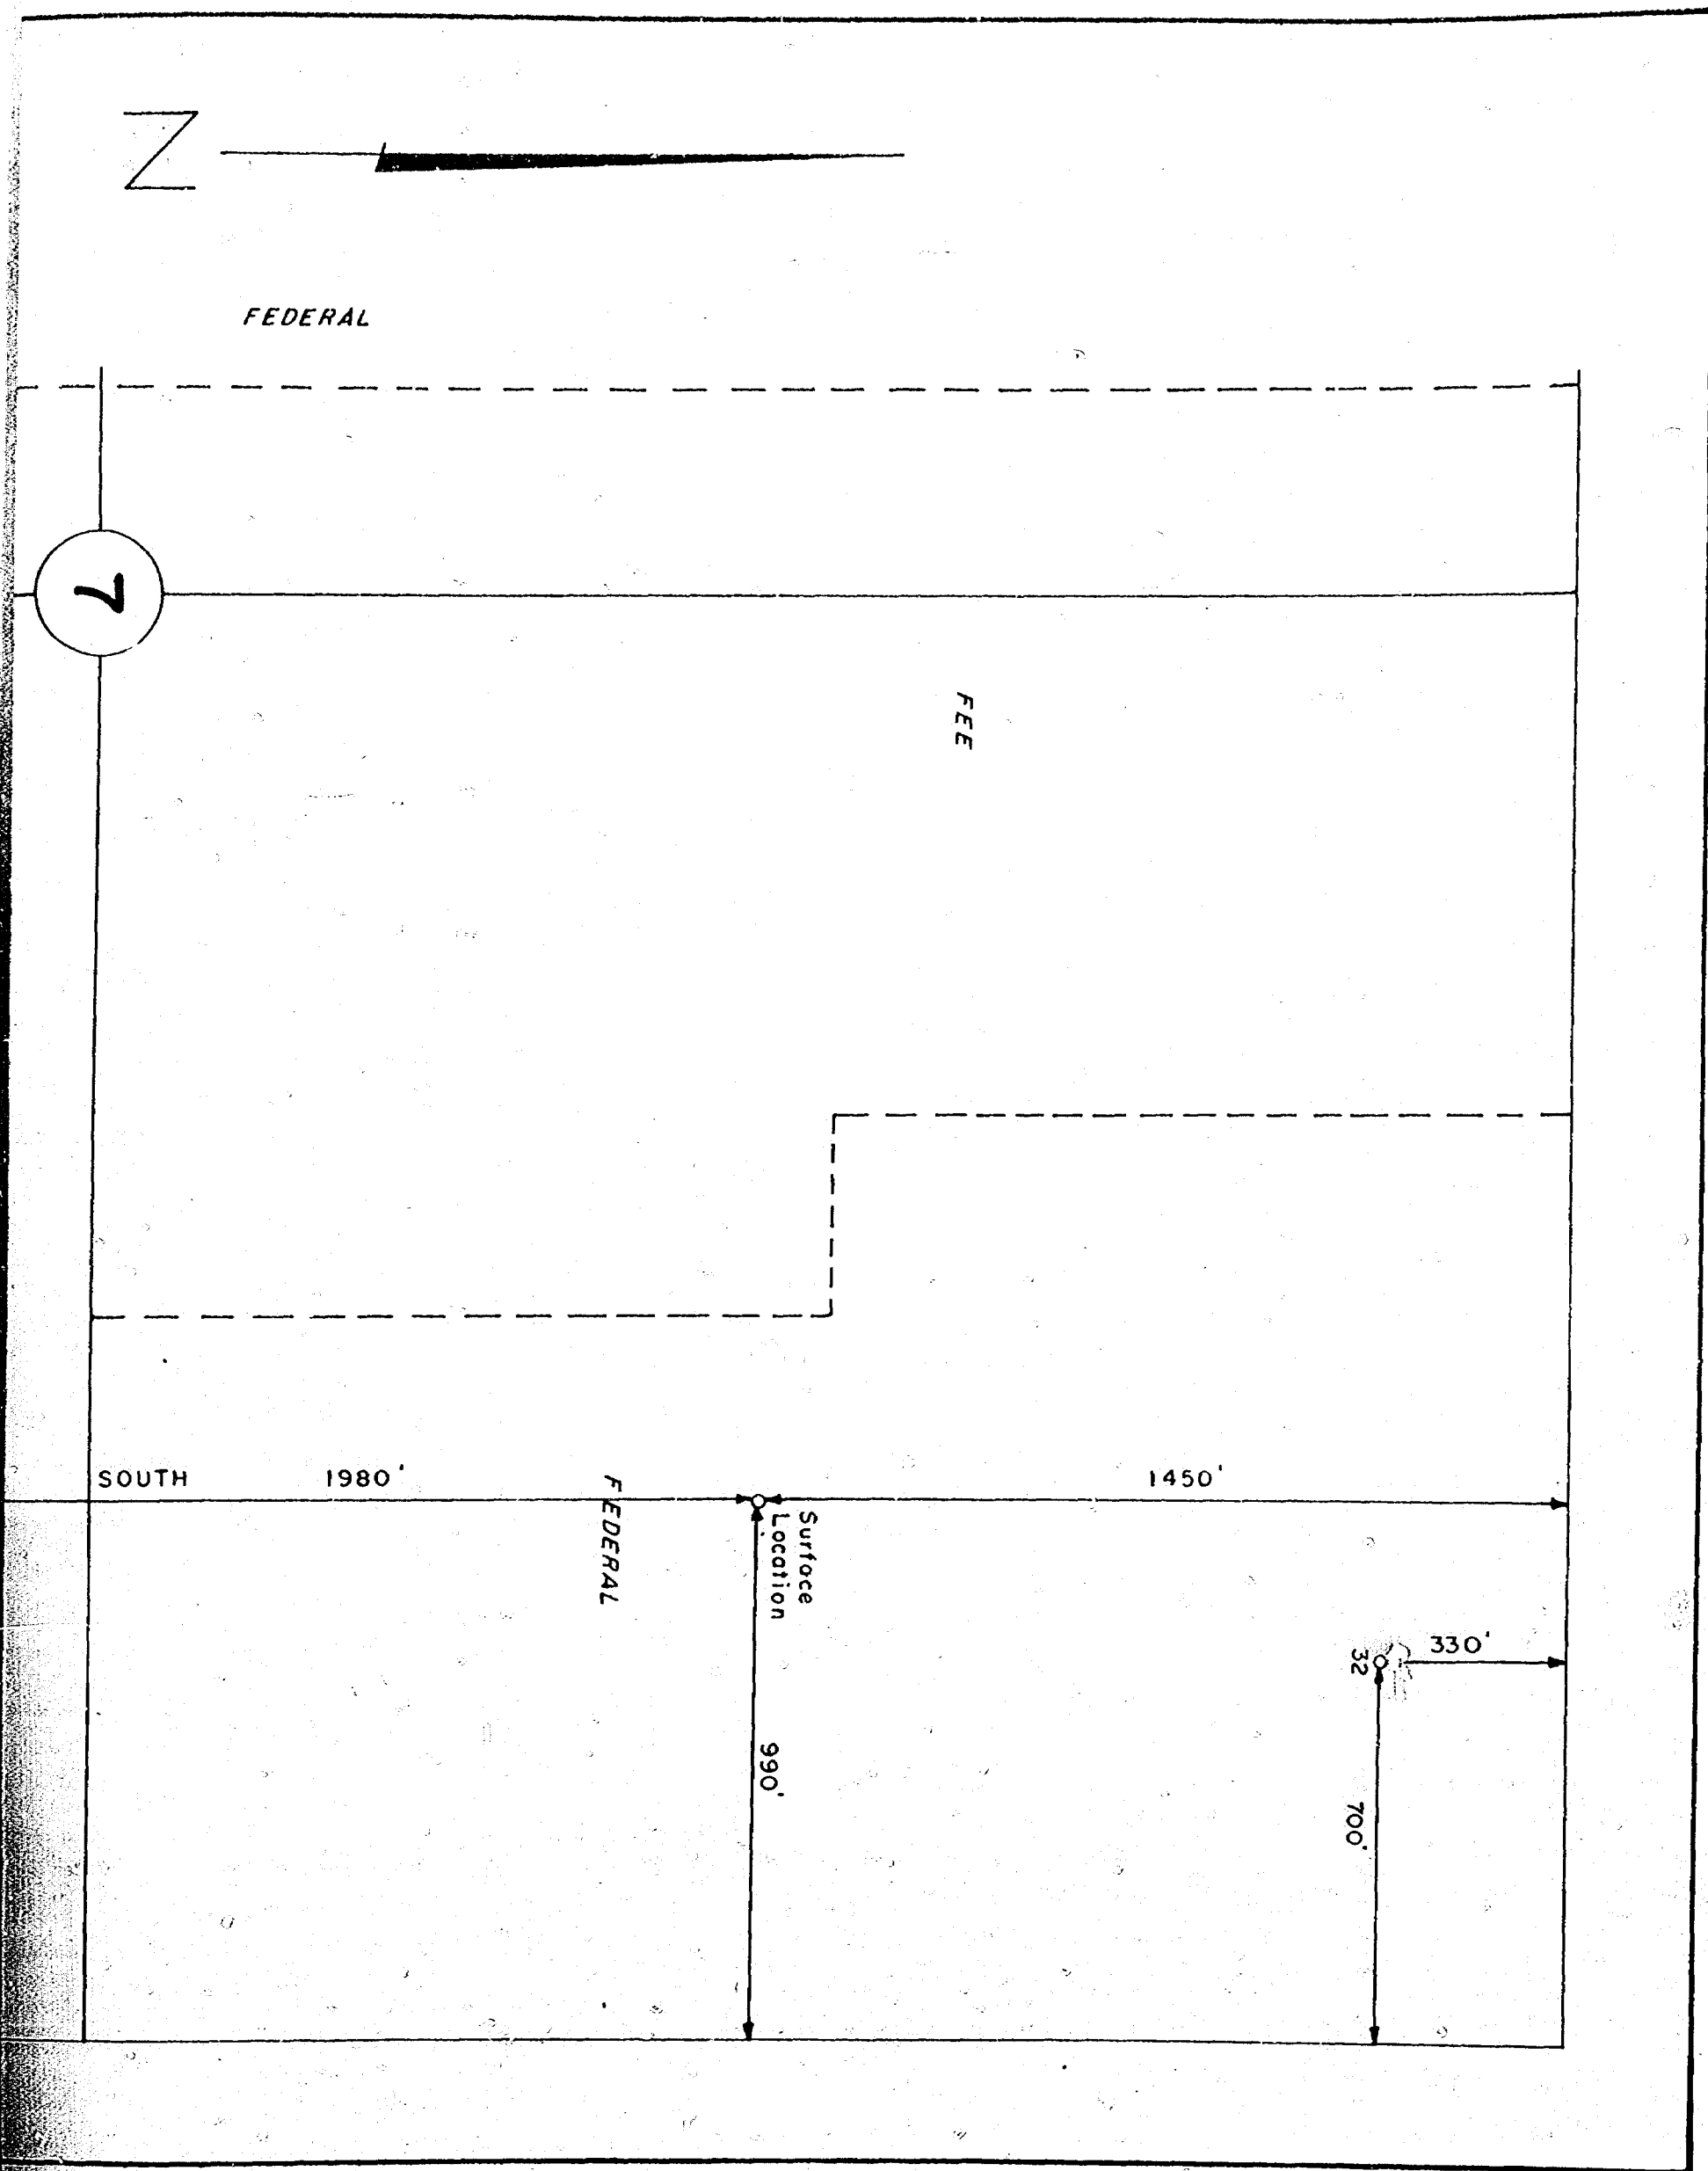 N
FEDERAL
7
FEE
SOUTH
1980'
1450'
FEDERAL
Surface
Location
330'
32
990'
700'